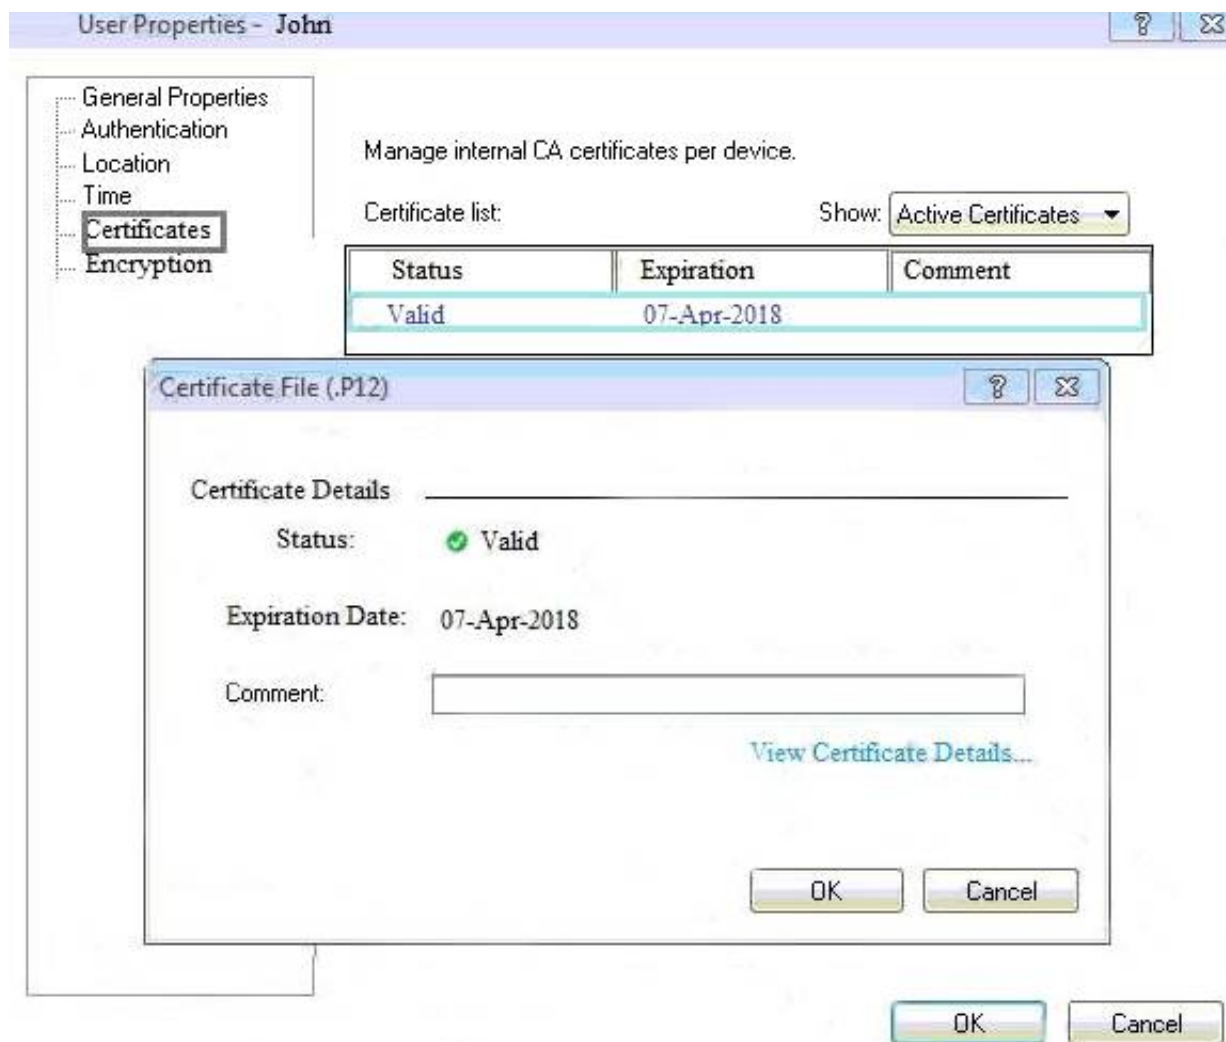 User Properties - John
General Properties
Authentication
Location
Time
Certificates
Encryption
Manage internal CA certificates per device.
Certificate list: Show: Active Certificates
Status Expiration Comment
Valid 07-Apr-2018
Certificate File (.P12)
Certificate Details
Status: Valid
Expiration Date: 07-Apr-2018
Comment:
View Certificate Details...
OK Cancel
OK Cancel